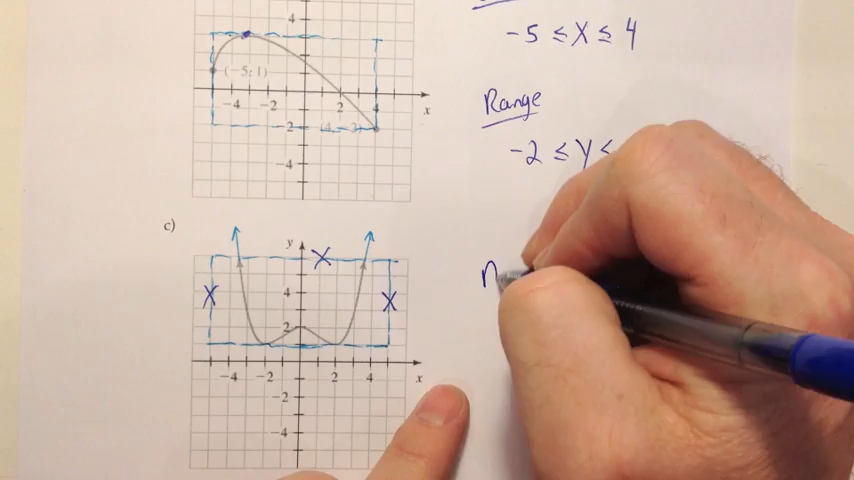 4
-5 ≤ X ≤ 4
(-5; 1)
-4 -2 2 4 x
Range
-2
-4
-2 ≤ Y ≤
c)
y
4
2
-4 -2 2 4 x
-2
-4